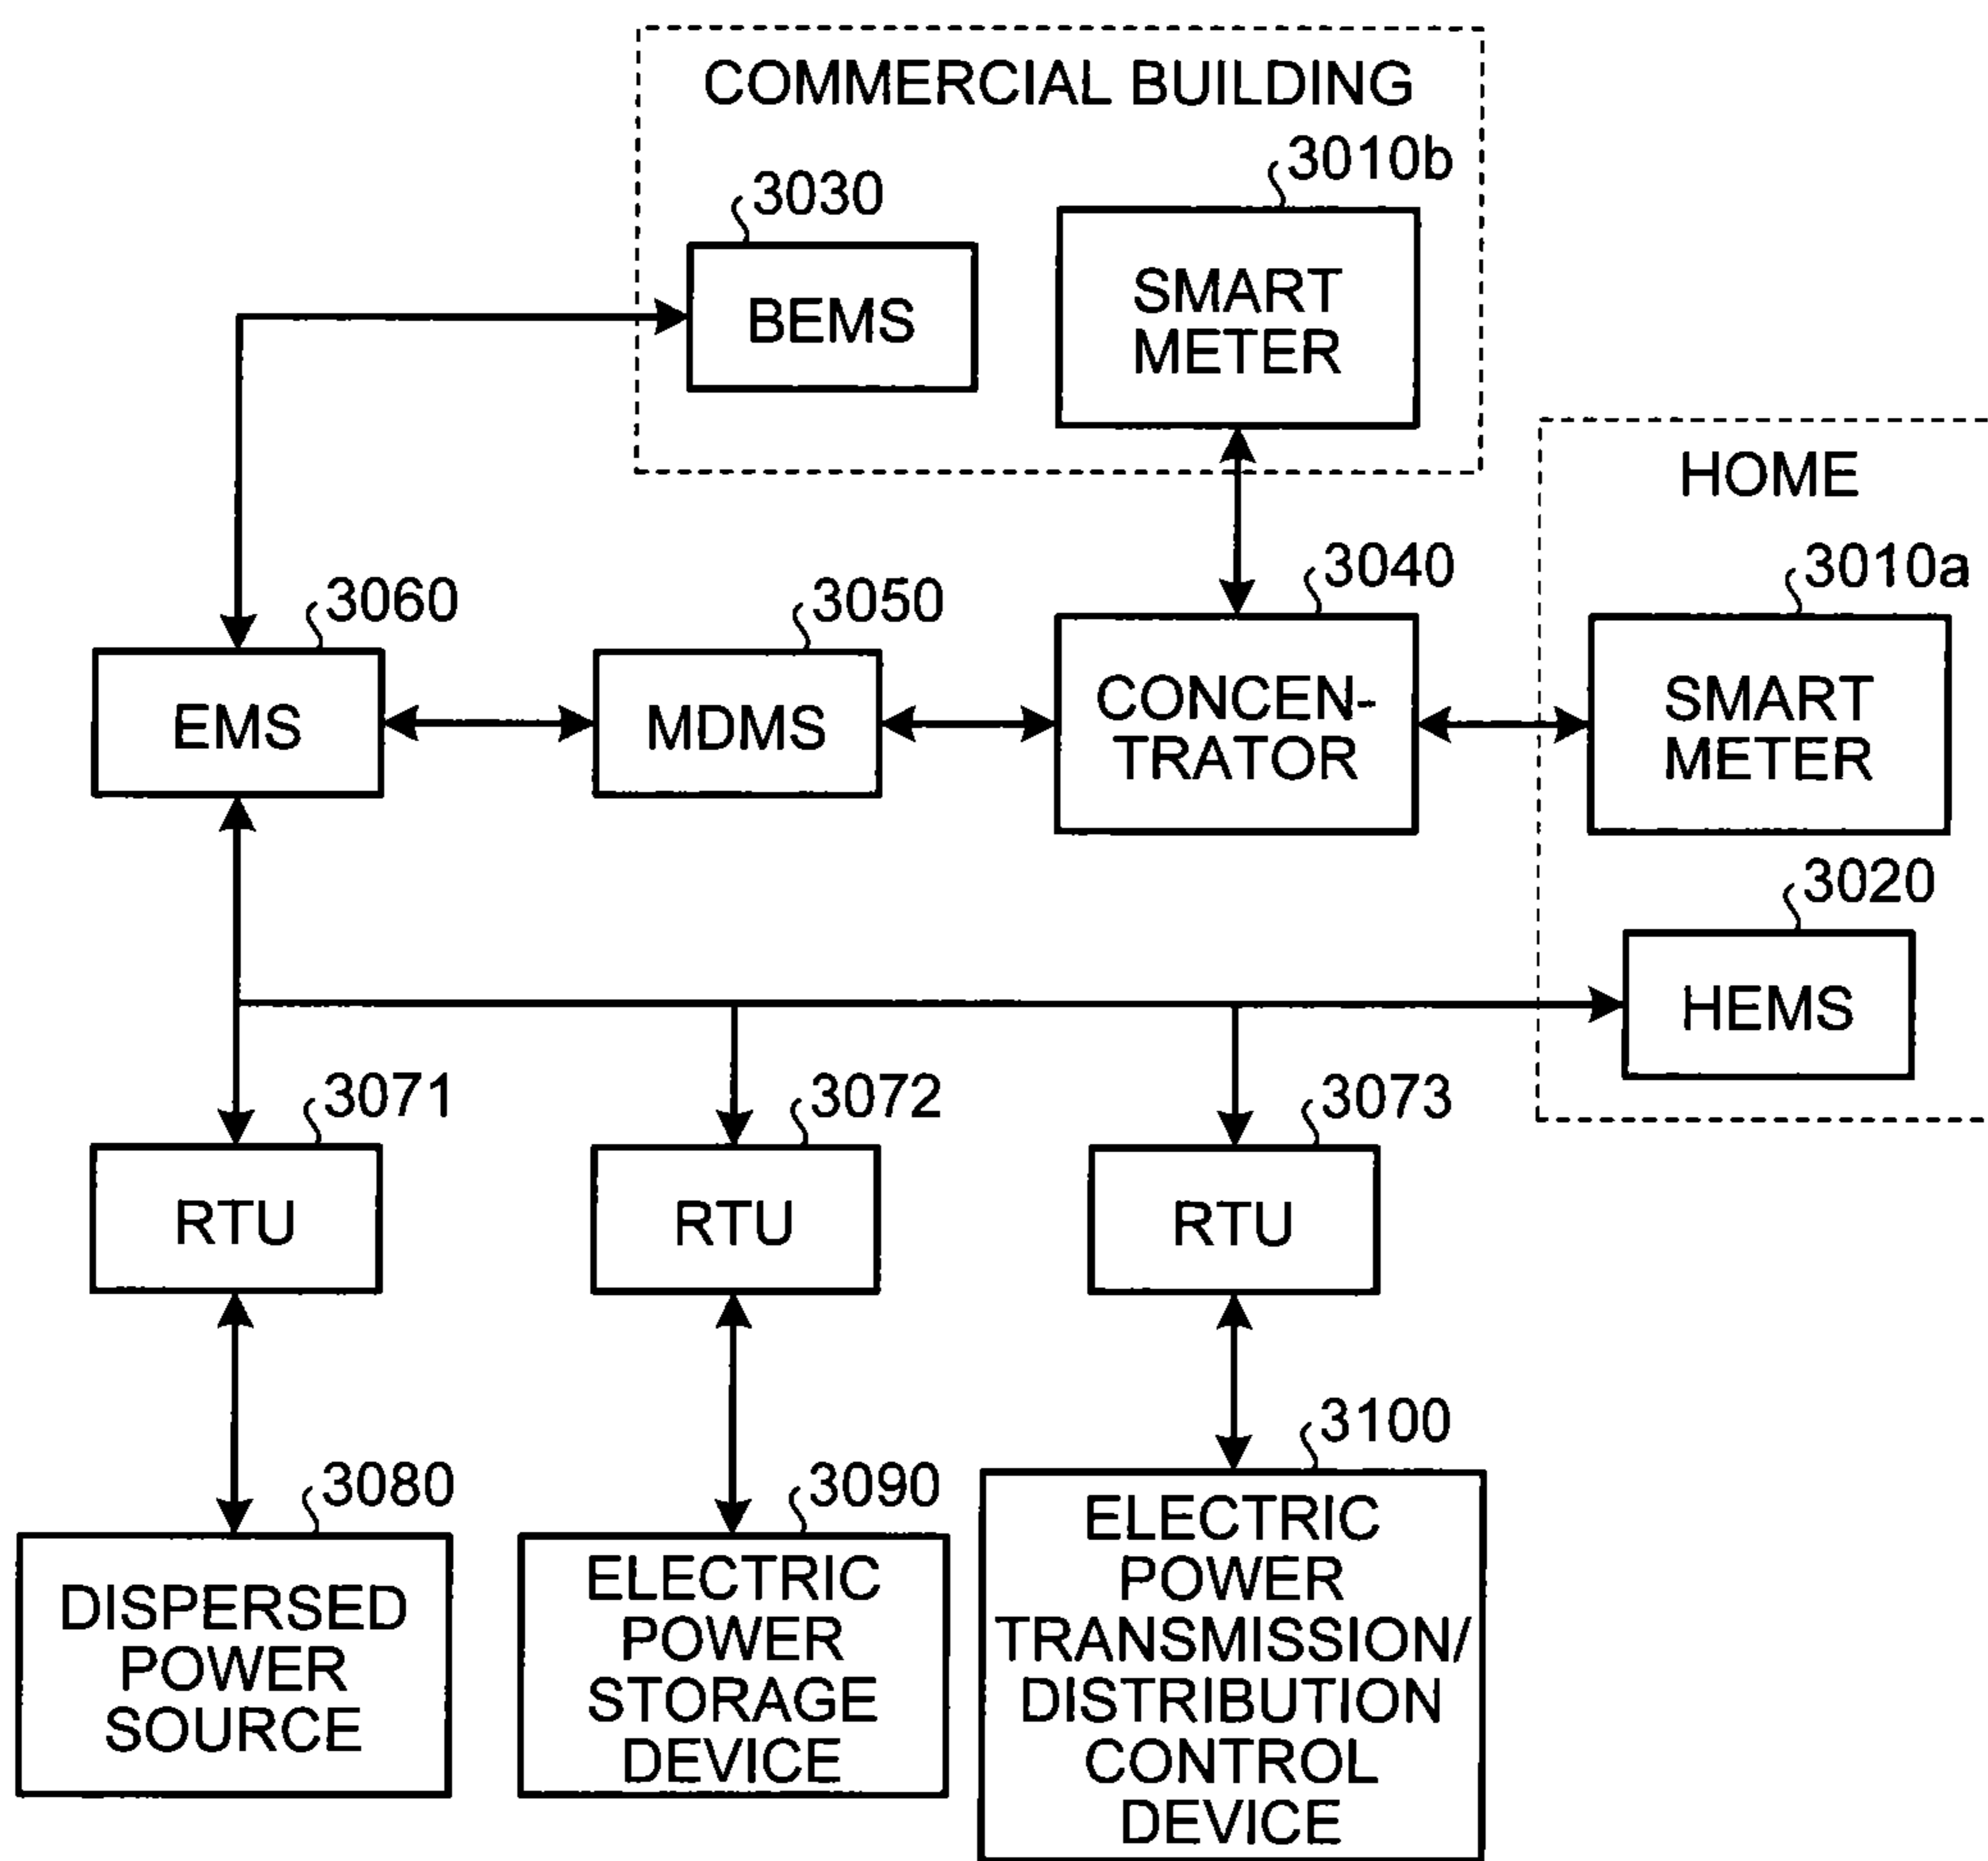 COMMERCIAL BUILDING
3010b
3030
SMART
METER
BEMS
HOME
3010a
3040
3050
3060
SMART
METER
CONCEN-
TRATOR
MDMS
EMS
3020
HEMS
3071
3072
3073
RTU
RTU
RTU
3100
3080
3090
DISPERSED
POWER
SOURCE
ELECTRIC
POWER
STORAGE
DEVICE
ELECTRIC
POWER
TRANSMISSION/
DISTRIBUTION
CONTROL
DEVICE